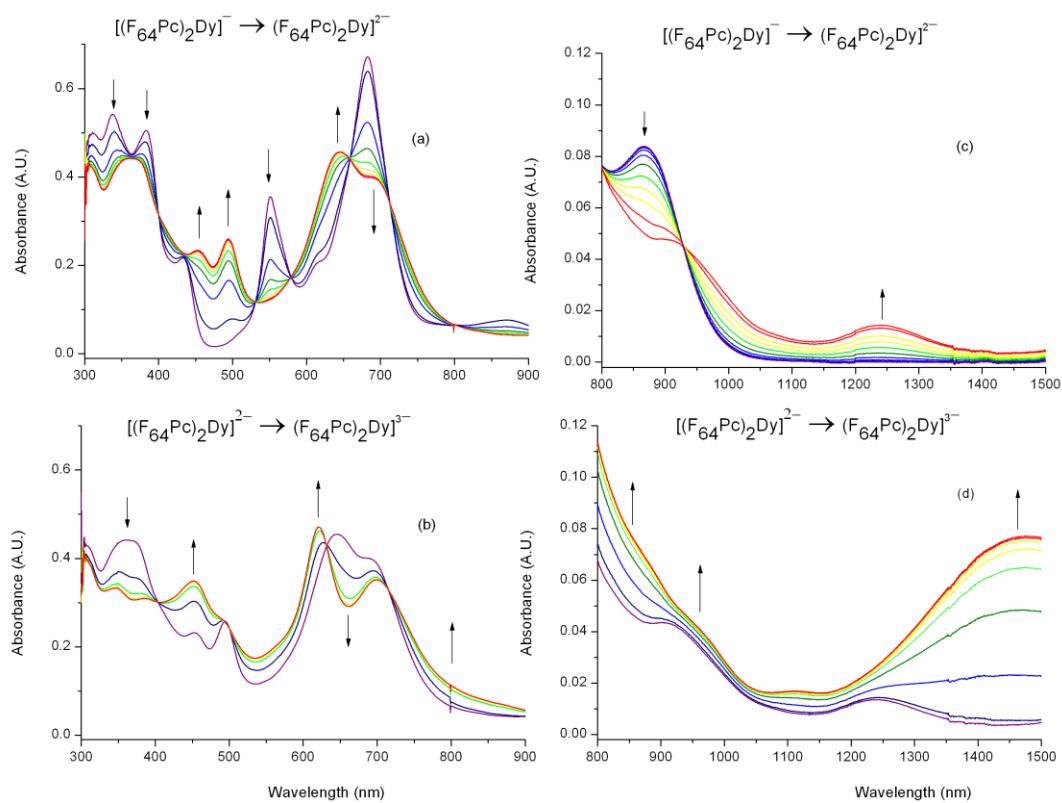 [(F₆₄Pc)₂Dy]⁻ → (F₆₄Pc)₂Dy]²⁻
(a)
Absorbance (A.U.)
0.6
0.4
0.2
0.0
300 400 500 600 700 800 900
[(F₆₄Pc)₂Dy]⁻ → (F₆₄Pc)₂Dy]²⁻
(c)
Absorbance (A.U.)
0.12
0.10
0.08
0.06
0.04
0.02
0.00
800 900 1000 1100 1200 1300 1400 1500
[(F₆₄Pc)₂Dy]²⁻ → (F₆₄Pc)₂Dy]³⁻
(b)
Absorbance (A.U.)
0.6
0.4
0.2
0.0
300 400 500 600 700 800 900
Wavelength (nm)
[(F₆₄Pc)₂Dy]²⁻ → (F₆₄Pc)₂Dy]³⁻
(d)
Absorbance (A.U.)
0.12
0.10
0.08
0.06
0.04
0.02
0.00
800 900 1000 1100 1200 1300 1400 1500
Wavelength (nm)